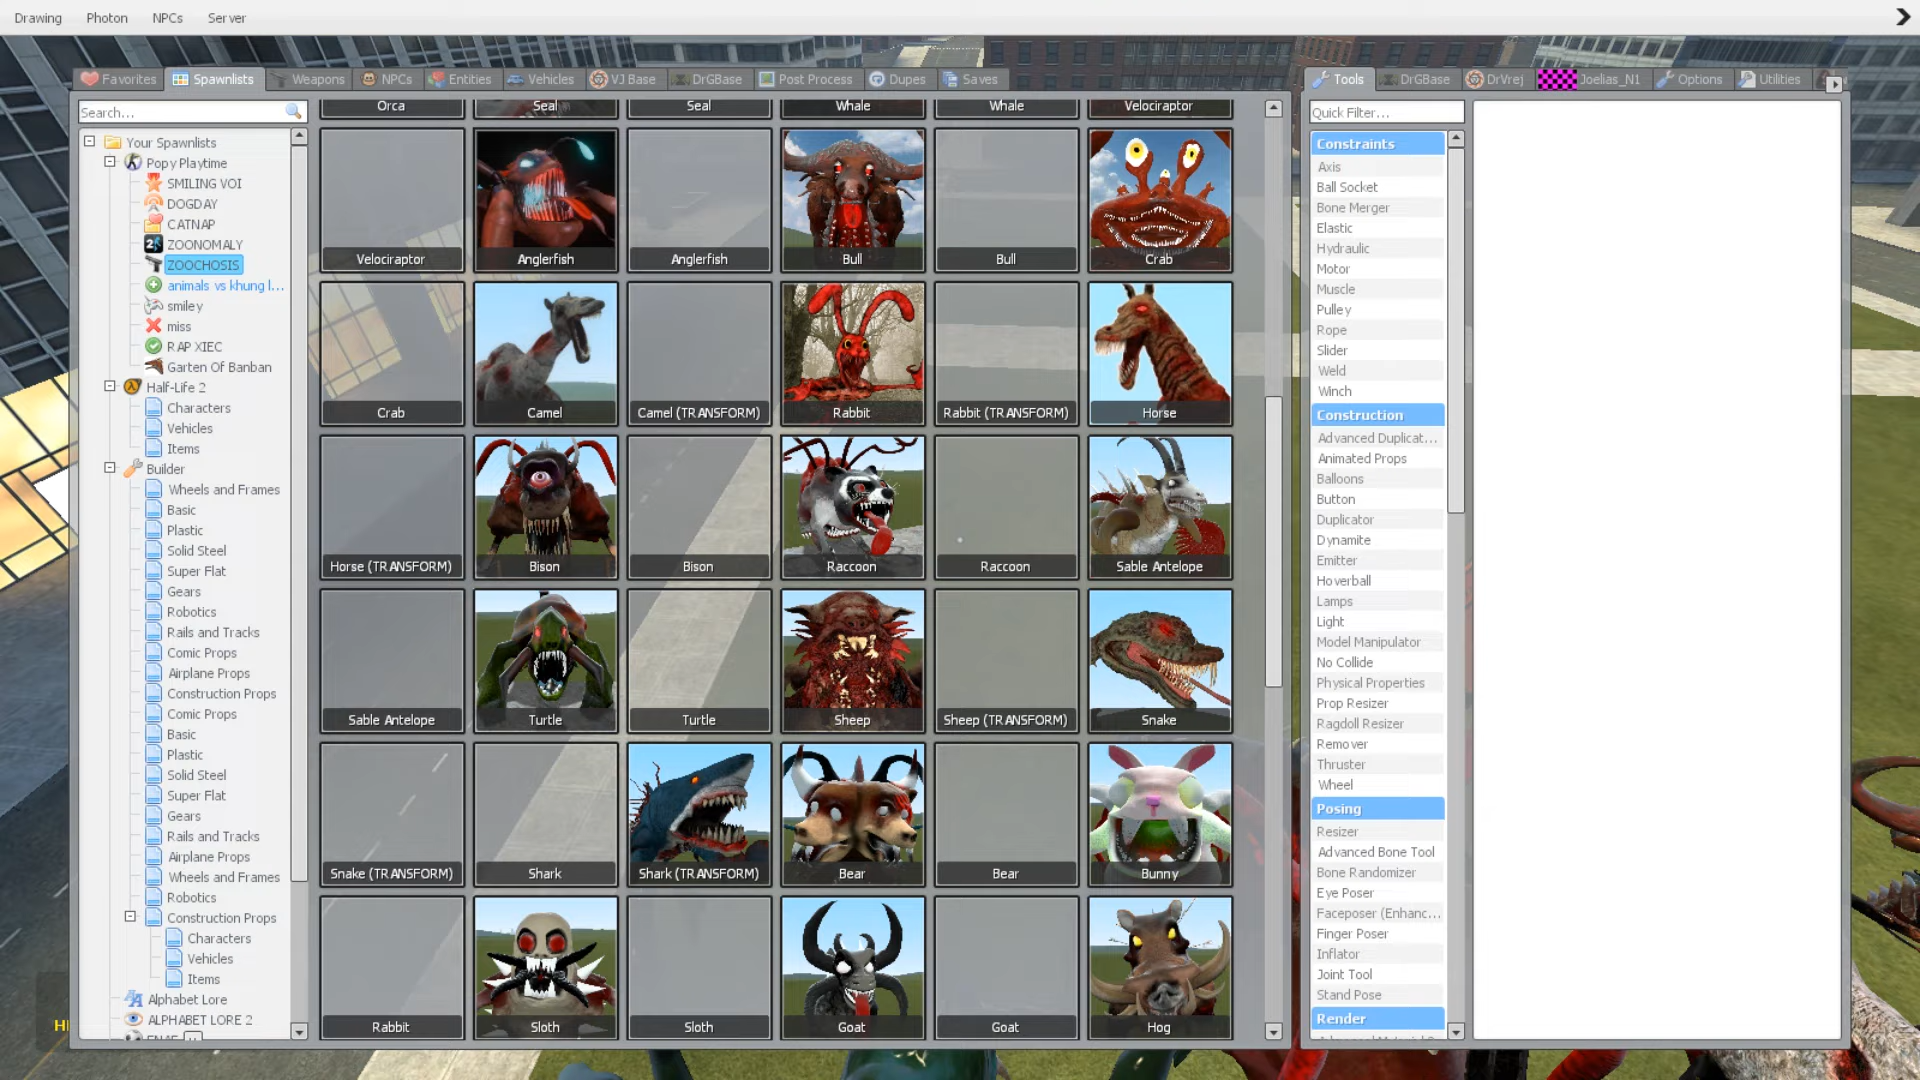 Drawing Photon NPCs Server
Favorites Spawnlists Weapons NPCs Entities Vehicles VJ Base DrGBase Post Process Dupes Saves
Tools DrGBase DrVrej Joelias_N1 Options Utilities
Search...
Your Spawnlists
Popy Playtime
SMILING VOI
DOGDAY
CATNAP
ZOONOMALY
ZOOCHOSIS
animals vs khung l...
smiley
miss
RAP XIEC
Garten Of Banban
Half-Life 2
Characters
Vehicles
Items
Builder
Wheels and Frames
Basic
Plastic
Solid Steel
Super Flat
Gears
Robotics
Rails and Tracks
Comic Props
Airplane Props
Construction Props
Comic Props
Basic
Plastic
Solid Steel
Super Flat
Gears
Rails and Tracks
Airplane Props
Wheels and Frames
Robotics
Construction Props
Characters
Vehicles
Items
Alphabet Lore
ALPHABET LORE 2
Orca Seal Seal Whale Whale Velociraptor
Velociraptor Anglerfish Anglerfish Bull Bull Crab
Crab Camel Camel (TRANSFORM) Rabbit Rabbit (TRANSFORM) Horse
Horse (TRANSFORM) Bison Bison Raccoon Raccoon Sable Antelope
Sable Antelope Turtle Turtle Sheep Sheep (TRANSFORM) Snake
Snake (TRANSFORM) Shark Shark (TRANSFORM) Bear Bear Bunny
Rabbit Sloth Sloth Goat Goat Hog
Quick Filter...
Constraints
Axis
Ball Socket
Bone Merger
Elastic
Hydraulic
Motor
Muscle
Pulley
Rope
Slider
Weld
Winch
Construction
Advanced Duplicat...
Animated Props
Balloons
Button
Duplicator
Dynamite
Emitter
Hoverball
Lamps
Light
Model Manipulator
No Collide
Physical Properties
Prop Resizer
Ragdoll Resizer
Remover
Thruster
Wheel
Posing
Resizer
Advanced Bone Tool
Bone Randomizer
Eye Poser
Faceposer (Enhanc...
Finger Poser
Inflator
Joint Tool
Stand Pose
Render